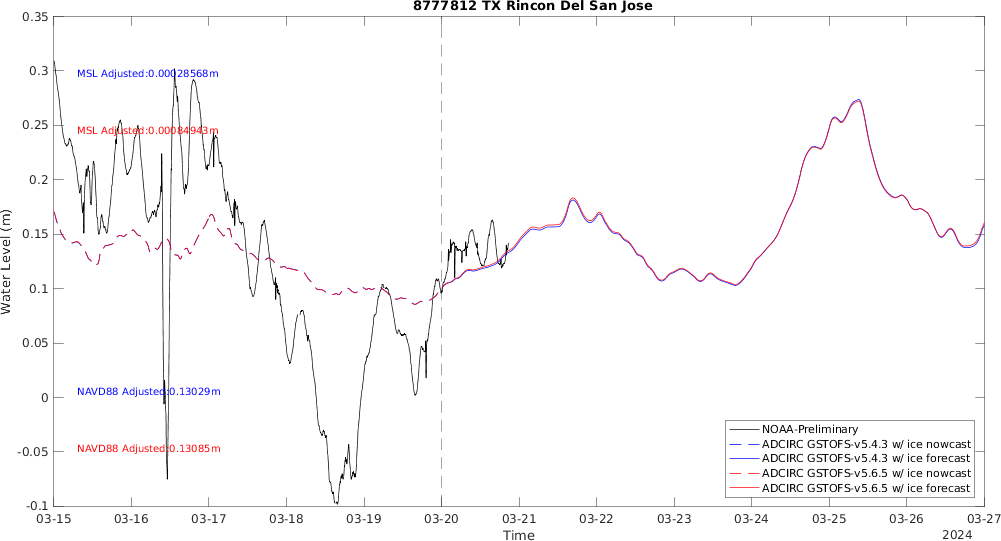 8777812 TX Rincon Del San Jose
Water Level (m)
0.35
0.3
0.25
0.2
0.15
0.1
0.05
0
-0.05
-0.1
MSL Adjusted:0.00028568m
MSL Adjusted:0.00084943m
NAVD88 Adjusted:0.13029m
NAVD88 Adjusted:0.13085m
NOAA-Preliminary
ADCIRC GSTOFS-v5.4.3 w/ ice nowcast
ADCIRC GSTOFS-v5.4.3 w/ ice forecast
ADCIRC GSTOFS-v5.6.5 w/ ice nowcast
ADCIRC GSTOFS-v5.6.5 w/ ice forecast
03-15 03-16 03-17 03-18 03-19 03-20 03-21 03-22 03-23 03-24 03-25 03-26 03-27
Time
2024